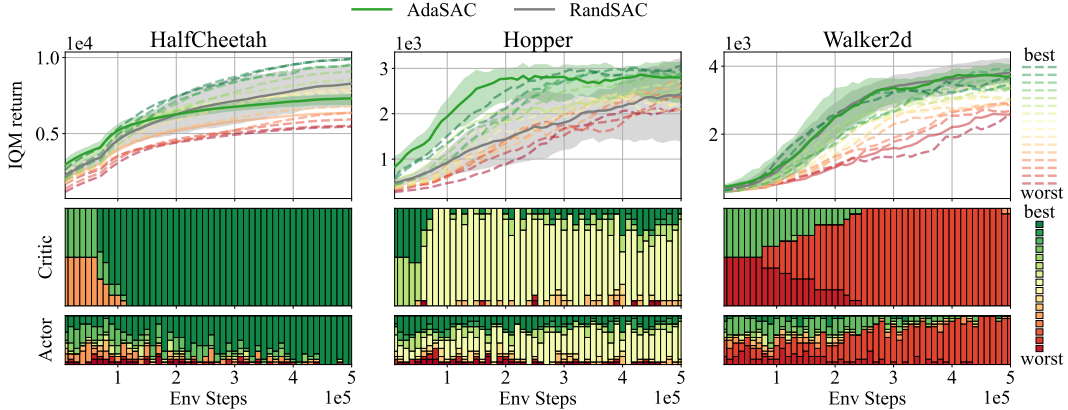 AdaSAC RandSAC
HalfCheetah Hopper Walker2d
1e4 1e3 1e3
IQM return
1.0
0.5
3
2
1
4
2
best
worst
Critic
best
worst
Actor
1 2 3 4 5 1 2 3 4 5 1 2 3 4 5
Env Steps 1e5 Env Steps 1e5 Env Steps 1e5